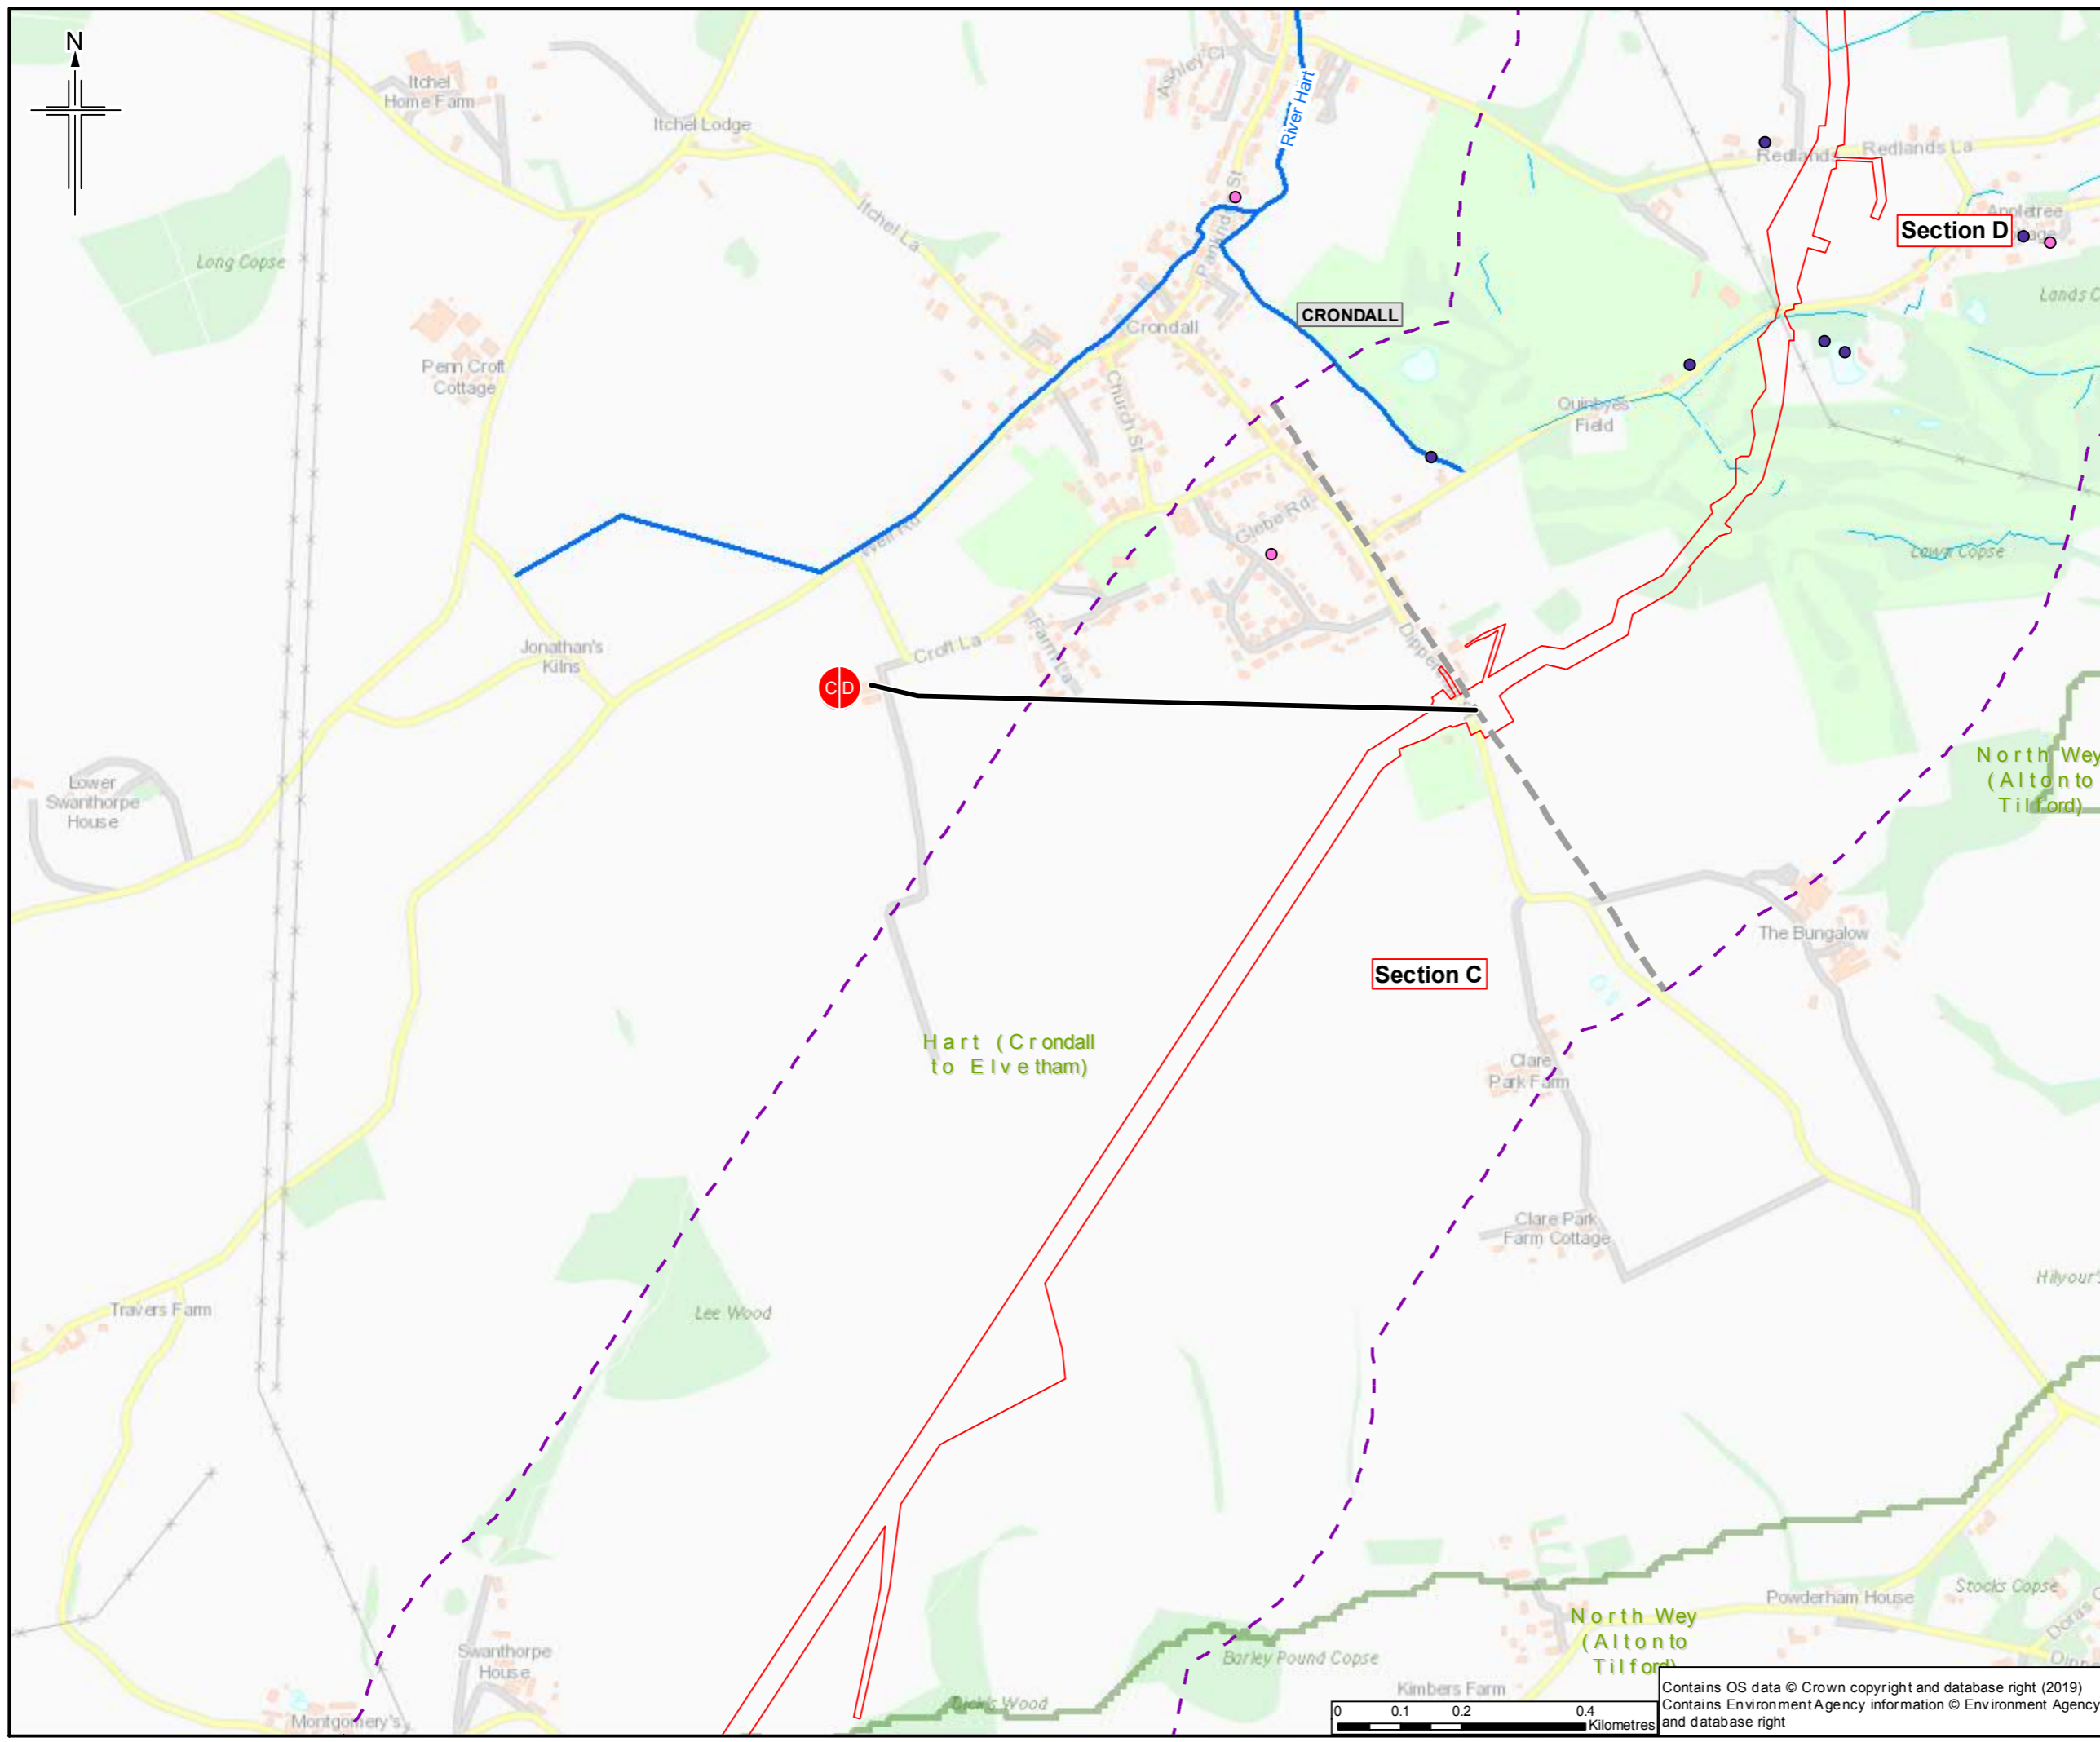 N
Itchel
Home Farm
Itchel Lodge
Ashley Cl
River Hart
Redlands
Redlands La
Section D
Appletree
Long Copse
Itchel La
St
CRONDALL
Lands C
Crondall
Penn Croft
Cottage
Church St
Quinbyes
Field
Glebe Rd
Well Rd
Lawn Copse
Jonathan's
Kilns
Croft La
Farm La
C D
North Wey
(Alton to
Tilford)
Lower
Swanthorpe
House
The Bungalow
Section C
Hart (Crondall
to Elvetham)
Clare
Park Farm
Clare Park
Farm Cottage
Hilyour's
Travers Farm
Lee Wood
Powderham House
Stocks Copse
North Wey
(Alton to
Tilford)
Swanthorpe
House
Barley Pound Copse
Doras
Dippe
Kimbers Farm
Dick's Wood
Montgomery's
0 0.1 0.2 0.4
Kilometres
Contains OS data © Crown copyright and database right (2019)
Contains Environment Agency information © Environment Agency
and database right